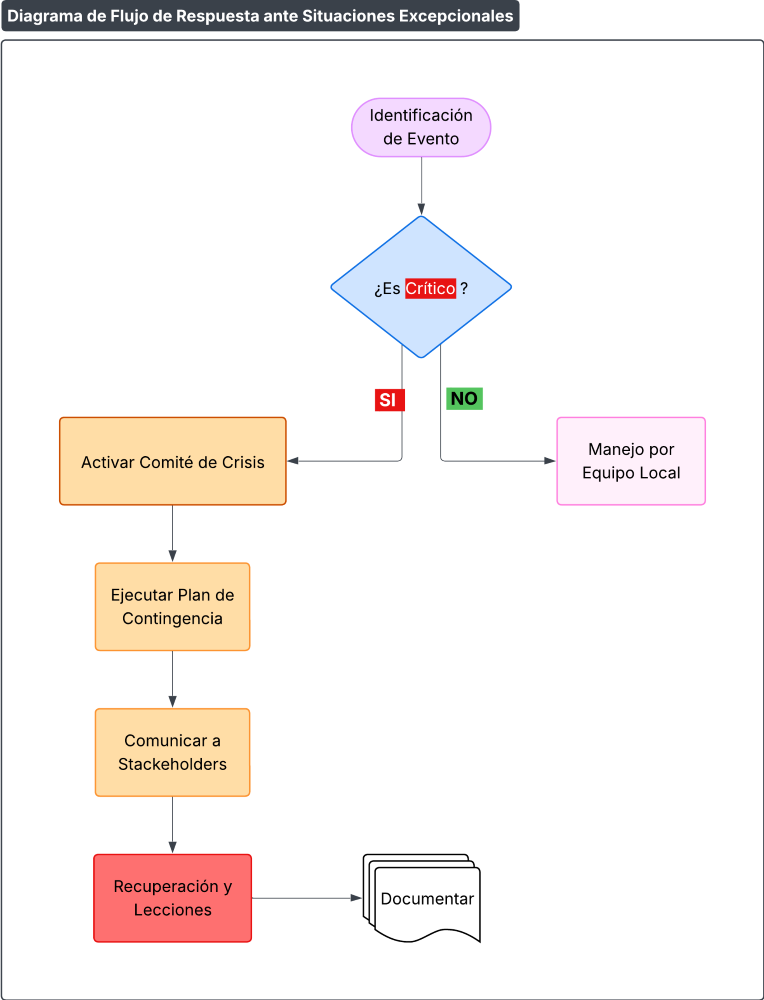 Diagrama de Flujo de Respuesta ante Situaciones Excepcionales
Identificación
de Evento
¿Es Crítico ?
SI
NO
Activar Comité de Crisis
Manejo por
Equipo Local
Ejecutar Plan de
Contingencia
Comunicar a
Stackeholders
Recuperación y
Lecciones
Documentar